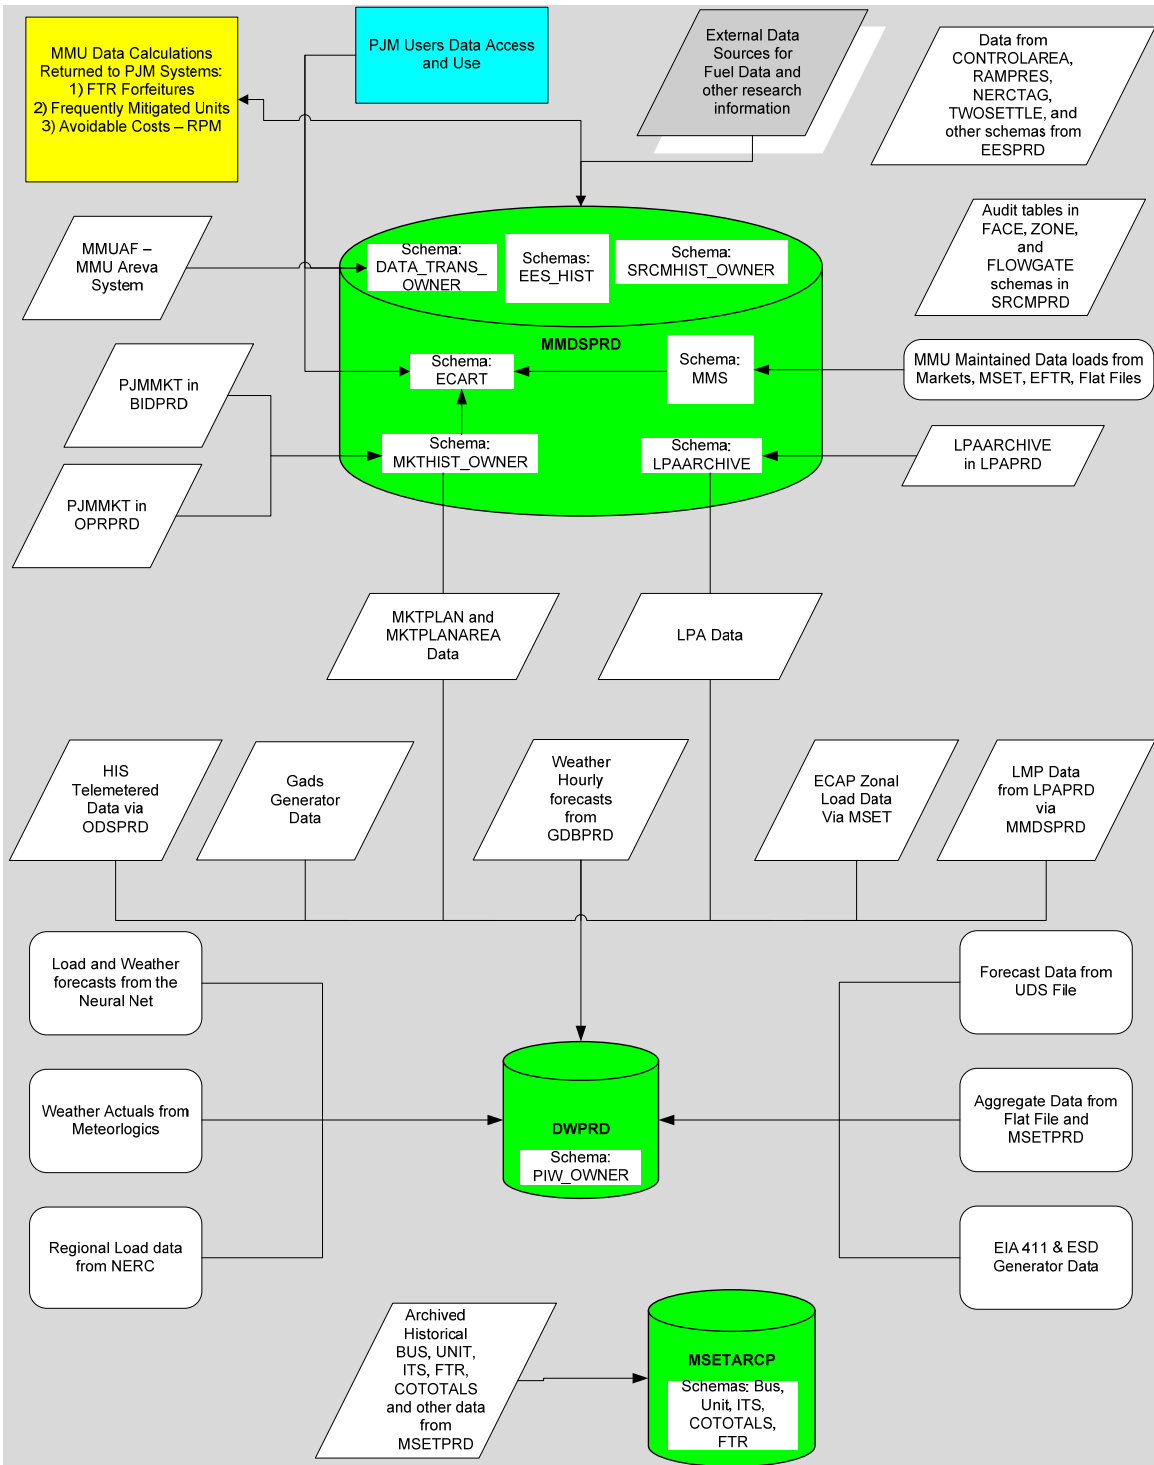 MMU Data Calculations
Returned to PJM Systems:
1) FTR Forfeitures
2) Frequently Mitigated Units
3) Avoidable Costs – RPM
PJM Users Data Access
and Use
External Data
Sources for
Fuel Data and
other research
information
Data from
CONTROLAREA,
RAMPRES,
NERCTAG,
TWOSETTLE, and
other schemas from
EESPRD
MMUAF –
MMU Areva
System
Schema:
DATA_TRANS_
OWNER
Schemas:
EES_HIST
Schema:
SRCMHIST_OWNER
Audit tables in
FACE, ZONE,
and
FLOWGATE
schemas in
SRCMPRD
MMDSPRD
Schema:
ECART
Schema:
MMS
MMU Maintained Data loads from
Markets, MSET, EFTR, Flat Files
PJMMKT in
BIDPRD
Schema:
MKTHIST_OWNER
Schema:
LPAARCHIVE
LPAARCHIVE
in LPAPRD
PJMMKT in
OPRPRD
MKTPLAN and
MKTPLANAREA
Data
LPA Data
HIS
Telemetered
Data via
ODSPRD
Gads
Generator
Data
Weather
Hourly
forecasts
from
GDBPRD
ECAP Zonal
Load Data
Via MSET
LMP Data
from LPAPRD
via
MMDSPRD
Load and Weather
forecasts from the
Neural Net
Forecast Data from
UDS File
Weather Actuals from
Meteorlogics
DWPRD
Schema:
PIW_OWNER
Aggregate Data from
Flat File and
MSETPRD
Regional Load data
from NERC
EIA 411 & ESD
Generator Data
Archived
Historical
BUS, UNIT,
ITS, FTR,
COTOTALS
and other data
from
MSETPRD
MSETARCP
Schemas: Bus,
Unit, ITS,
COTOTALS,
FTR